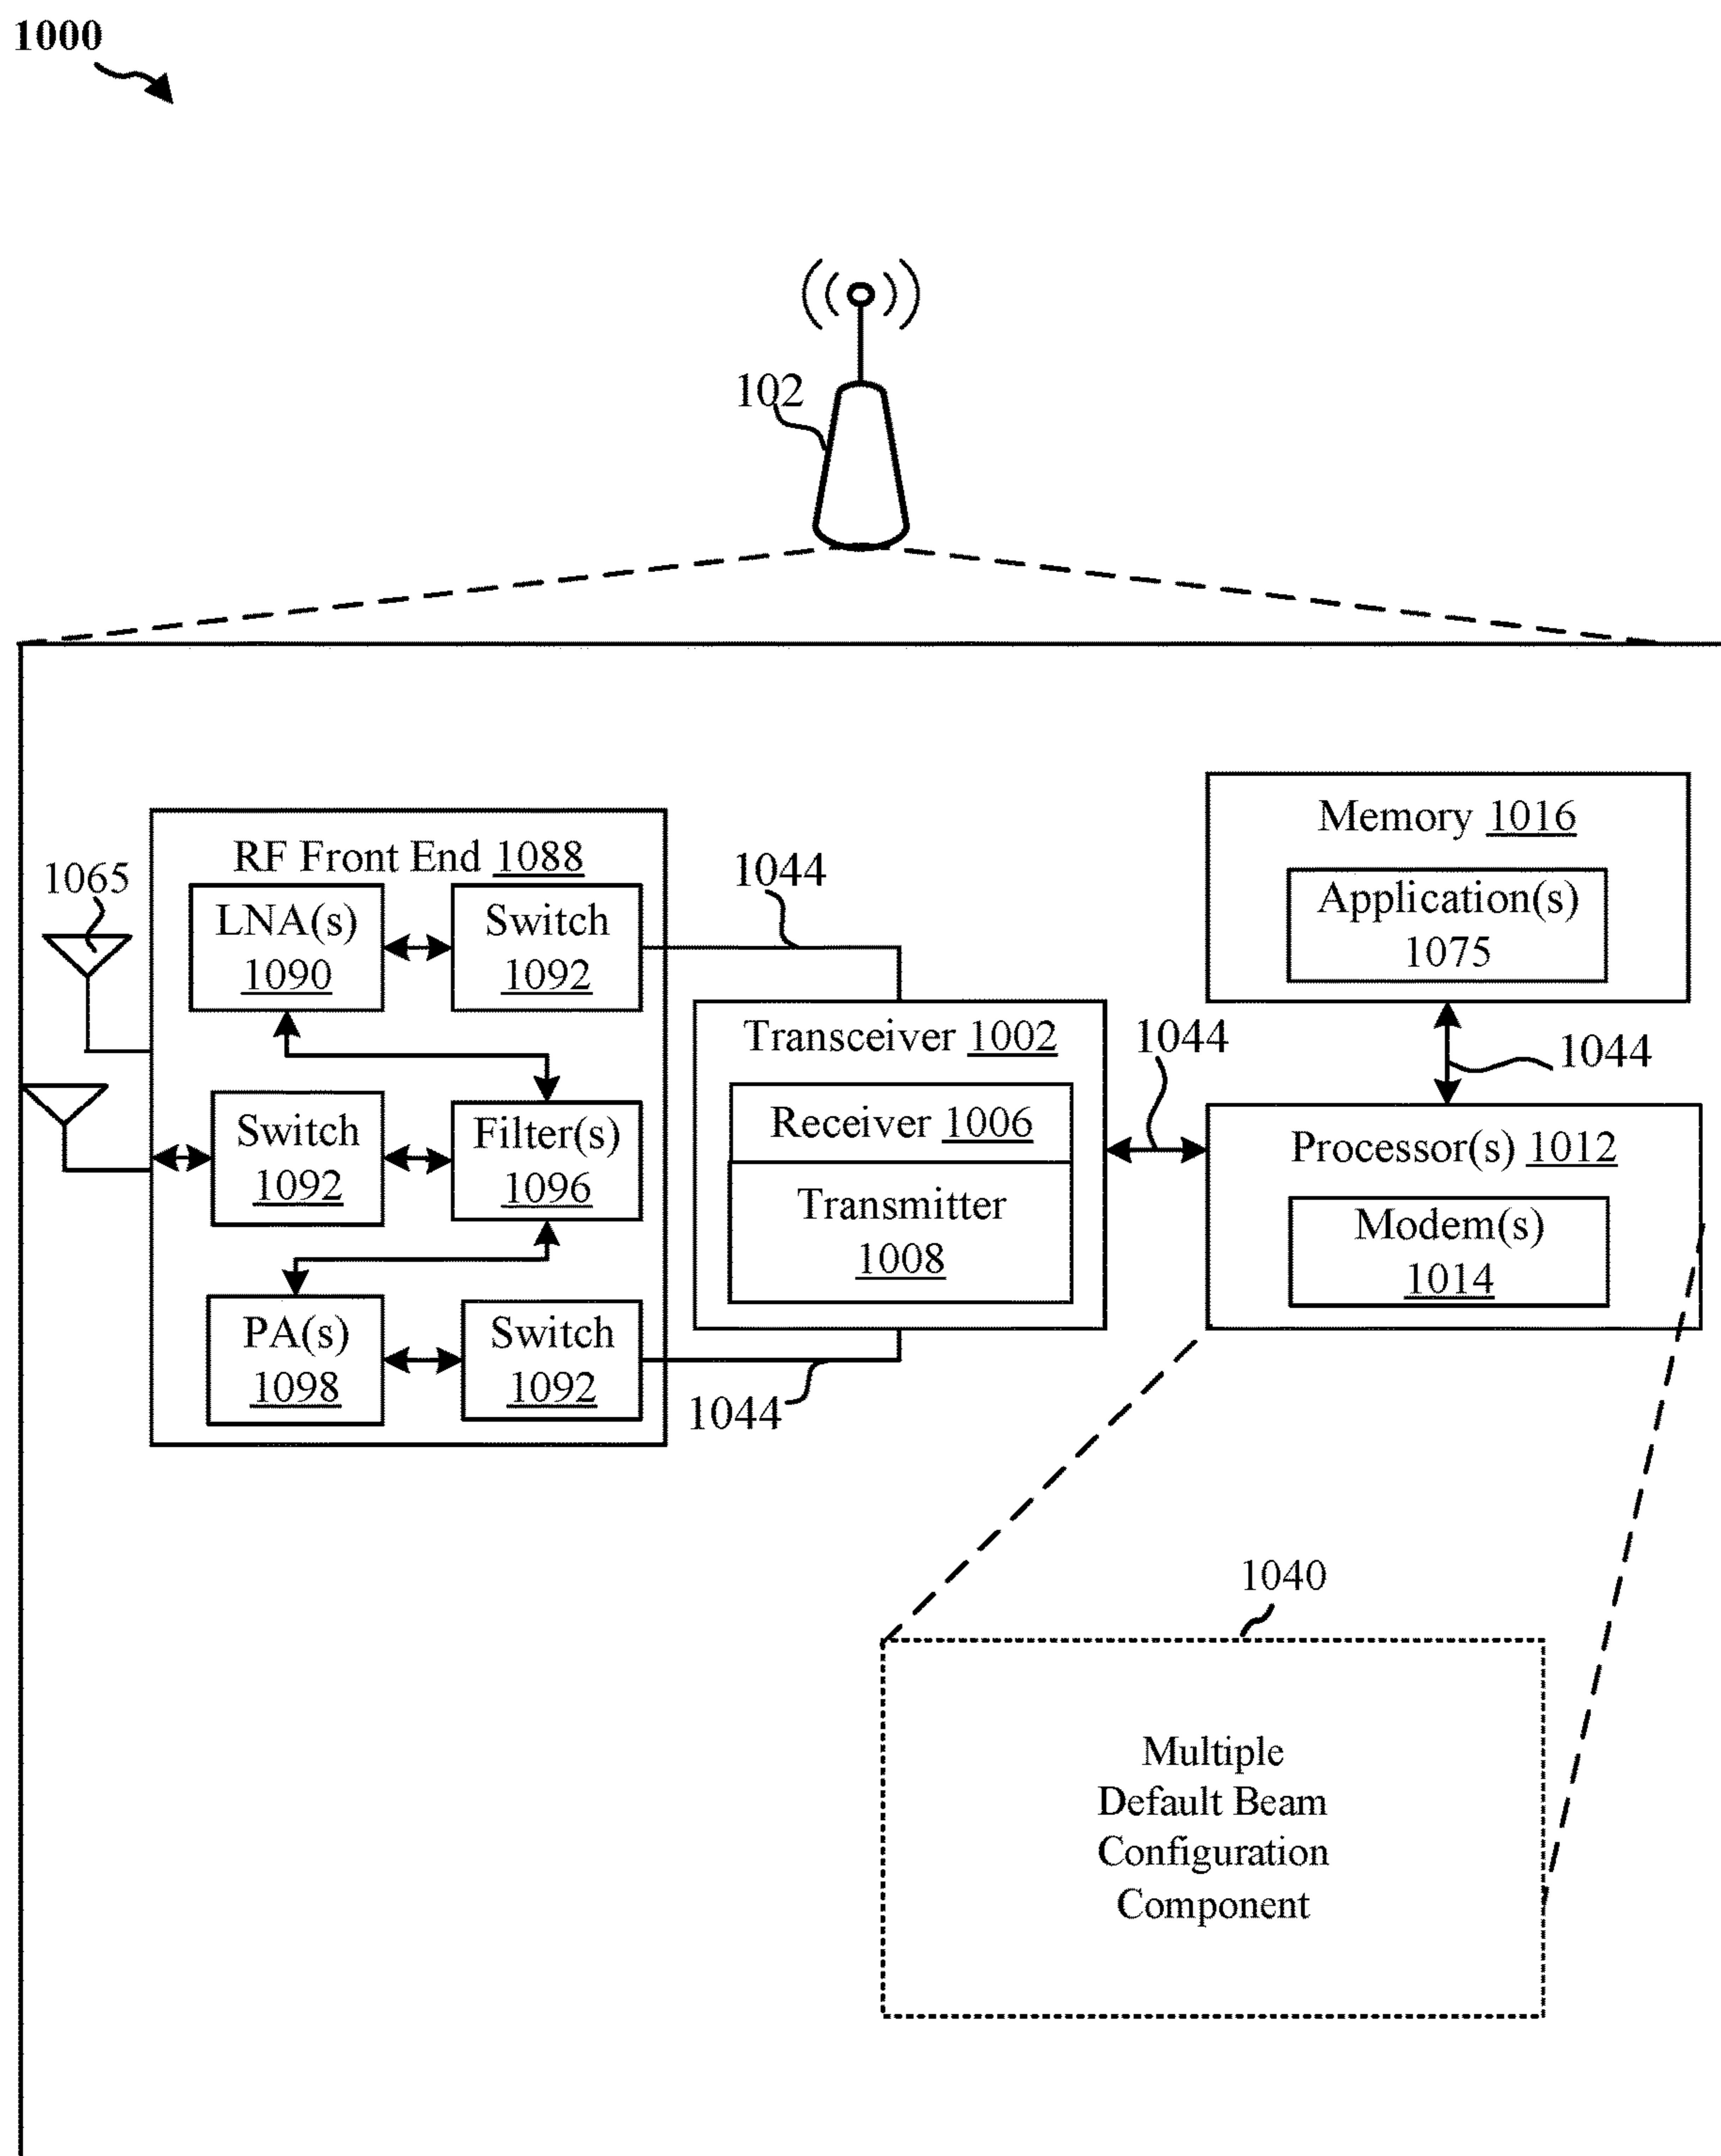 1000
102
Memory 1016
Application(s)
1075
RF Front End 1088
1065
LNA(s)
1090
Switch
1092
1044
Transceiver 1002
1044
1044
Receiver 1006
Transmitter
1008
Switch
1092
Filter(s)
1096
Processor(s) 1012
Modem(s)
1014
PA(s)
1098
Switch
1092
1044
1040
Multiple
Default Beam
Configuration
Component